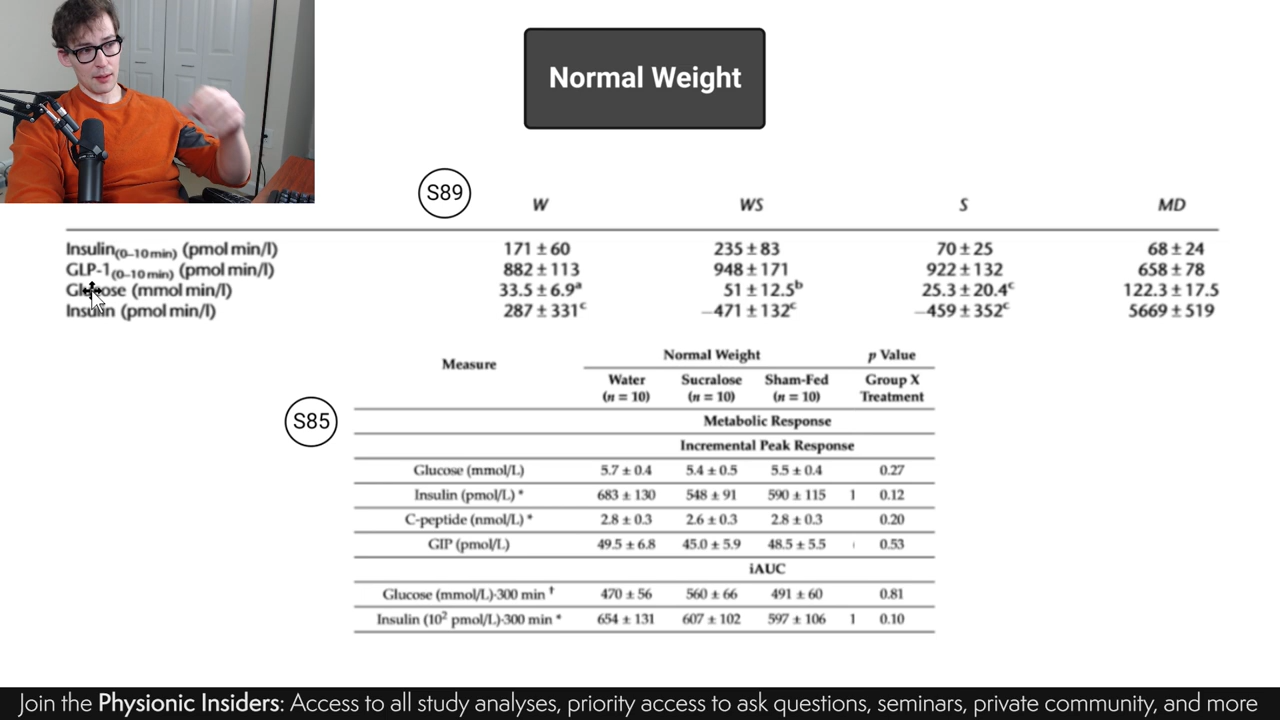 Normal Weight
S89
W WS S MD
Insulin(0–10 min) (pmol min/l) 171 ± 60 235 ± 83 70 ± 25 68 ± 24
GLP-1(0–10 min) (pmol min/l) 882 ± 113 948 ± 171 922 ± 132 658 ± 78
Glucose (mmol min/l) 33.5 ± 6.9a 51 ± 12.5b 25.3 ± 20.4c 122.3 ± 17.5
Insulin (pmol min/l) 287 ± 331c –471 ± 132c –459 ± 352c 5669 ± 519
S85
Measure Normal Weight p Value
Water Sucralose Sham-Fed Group X
(n = 10) (n = 10) (n = 10) Treatment
Metabolic Response
Incremental Peak Response
Glucose (mmol/L) 5.7 ± 0.4 5.4 ± 0.5 5.5 ± 0.4 0.27
Insulin (pmol/L) * 683 ± 130 548 ± 91 590 ± 115 1 0.12
C-peptide (nmol/L) * 2.8 ± 0.3 2.6 ± 0.3 2.8 ± 0.3 0.20
GIP (pmol/L) 49.5 ± 6.8 45.0 ± 5.9 48.5 ± 5.5 0.53
iAUC
Glucose (mmol/L)·300 min † 470 ± 56 560 ± 66 491 ± 60 0.81
Insulin (10² pmol/L)·300 min * 654 ± 131 607 ± 102 597 ± 106 1 0.10
Join the Physionic Insiders: Access to all study analyses, priority access to ask questions, seminars, private community, and more